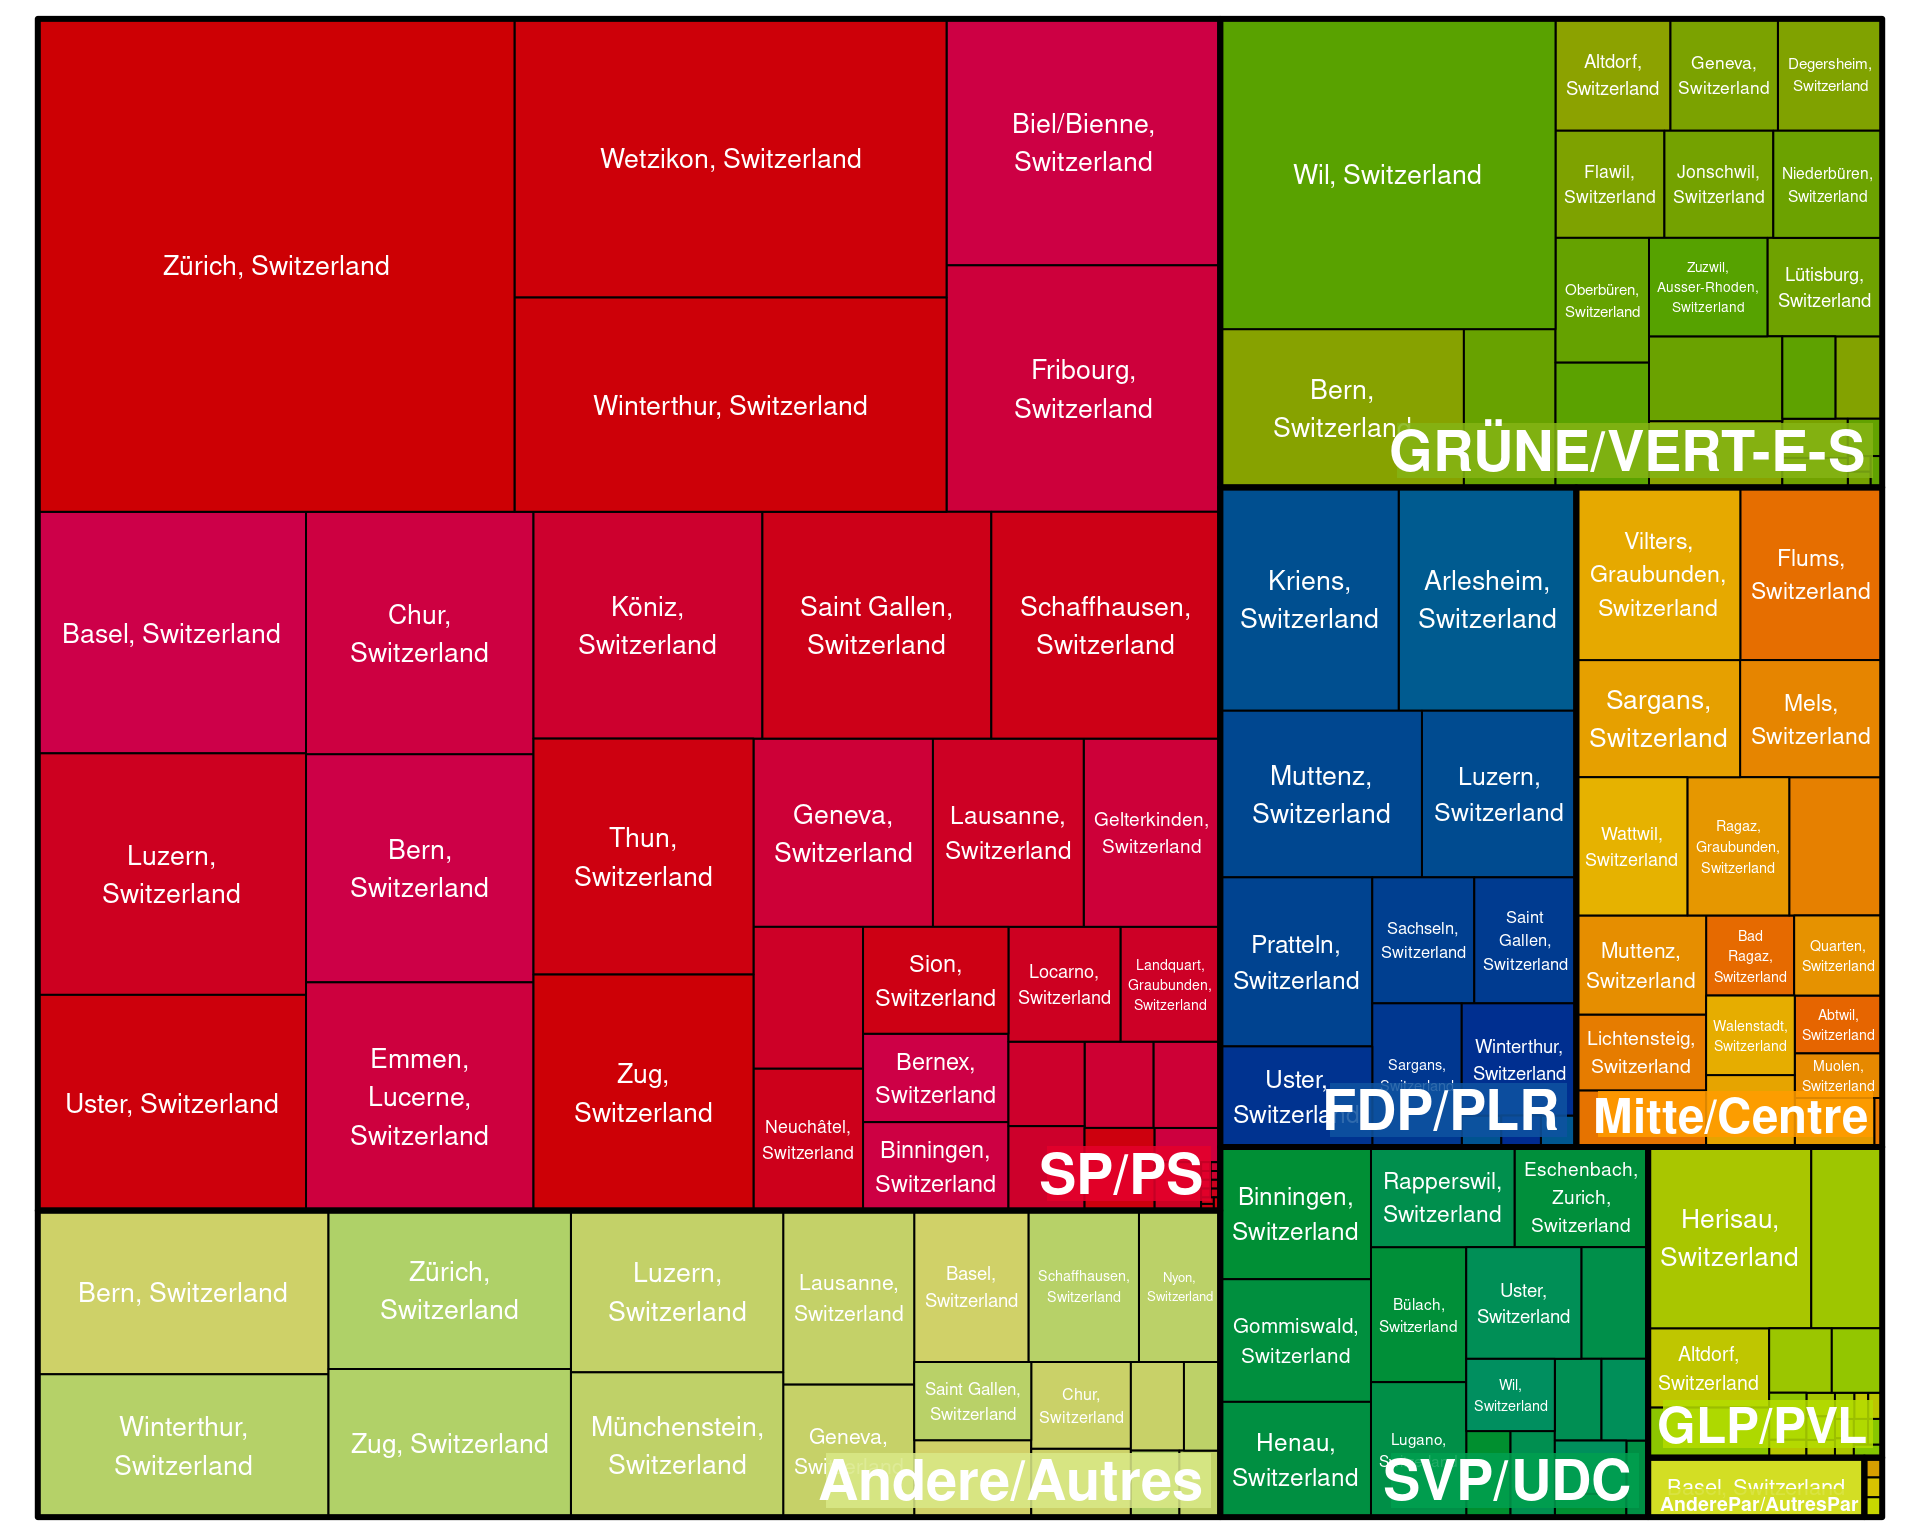 Zürich, Switzerland
Wetzikon, Switzerland
Winterthur, Switzerland
Biel/Bienne,
Switzerland
Fribourg,
Switzerland
Basel, Switzerland
Chur,
Switzerland
Köniz,
Switzerland
Saint Gallen,
Switzerland
Schaffhausen,
Switzerland
Luzern,
Switzerland
Bern,
Switzerland
Thun,
Switzerland
Geneva,
Switzerland
Lausanne,
Switzerland
Gelterkinden,
Switzerland
Uster, Switzerland
Emmen,
Lucerne,
Switzerland
Zug,
Switzerland
Sion,
Switzerland
Locarno,
Switzerland
Landquart,
Graubunden,
Switzerland
Bernex,
Switzerland
Neuchâtel,
Switzerland
Binningen,
Switzerland
SP/PS
Wil, Switzerland
Altdorf,
Switzerland
Geneva,
Switzerland
Degersheim,
Switzerland
Flawil,
Switzerland
Jonschwil,
Switzerland
Niederbüren,
Switzerland
Oberbüren,
Switzerland
Zuzwil,
Ausser-Rhoden,
Switzerland
Lütisburg,
Switzerland
Bern,
Switzerland
GRÜNE/VERT-E-S
Kriens,
Switzerland
Arlesheim,
Switzerland
Muttenz,
Switzerland
Luzern,
Switzerland
Pratteln,
Switzerland
Sachseln,
Switzerland
Saint
Gallen,
Switzerland
Uster,
Switzerland
Sargans,
Switzerland
Winterthur,
Switzerland
FDP/PLR
Vilters,
Graubunden,
Switzerland
Flums,
Switzerland
Sargans,
Switzerland
Mels,
Switzerland
Wattwil,
Switzerland
Ragaz,
Graubunden,
Switzerland
Muttenz,
Switzerland
Bad
Ragaz,
Switzerland
Quarten,
Switzerland
Lichtensteig,
Switzerland
Walenstadt,
Switzerland
Abtwil,
Switzerland
Muolen,
Switzerland
Mitte/Centre
Bern, Switzerland
Zürich,
Switzerland
Luzern,
Switzerland
Lausanne,
Switzerland
Basel,
Switzerland
Schaffhausen,
Switzerland
Nyon,
Switzerland
Winterthur,
Switzerland
Zug, Switzerland
Münchenstein,
Switzerland
Geneva,
Switzerland
Saint Gallen,
Switzerland
Chur,
Switzerland
Andere/Autres
Binningen,
Switzerland
Rapperswil,
Switzerland
Eschenbach,
Zurich,
Switzerland
Gommiswald,
Switzerland
Bülach,
Switzerland
Uster,
Switzerland
Wil,
Switzerland
Henau,
Switzerland
Lugano,
SVP/UDC
Herisau,
Switzerland
Altdorf,
Switzerland
GLP/PVL
Basel, Switzerland
AnderePar/AutresPar